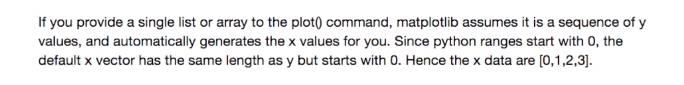 If you provide a single list or array to the plot() command, matplotlib assumes it is a sequence of y
values, and automatically generates the x values for you. Since python ranges start with 0, the
default x vector has the same length as y but starts with 0. Hence the x data are [0,1,2,3].